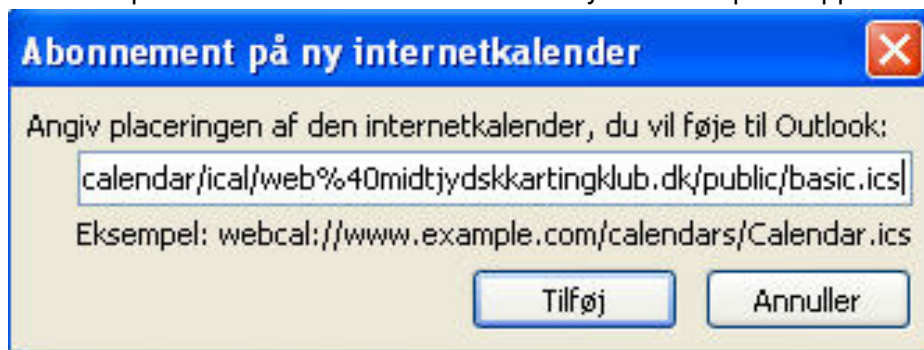 Abonnement på ny internetkalender
Angiv placeringen af den internetkalender, du vil føje til Outlook:
calendar/ical/web%40midtjydskkartingklub.dk/public/basic.ics
Eksempel: webcal://www.example.com/calendars/Calendar.ics
Tilføj Annuller